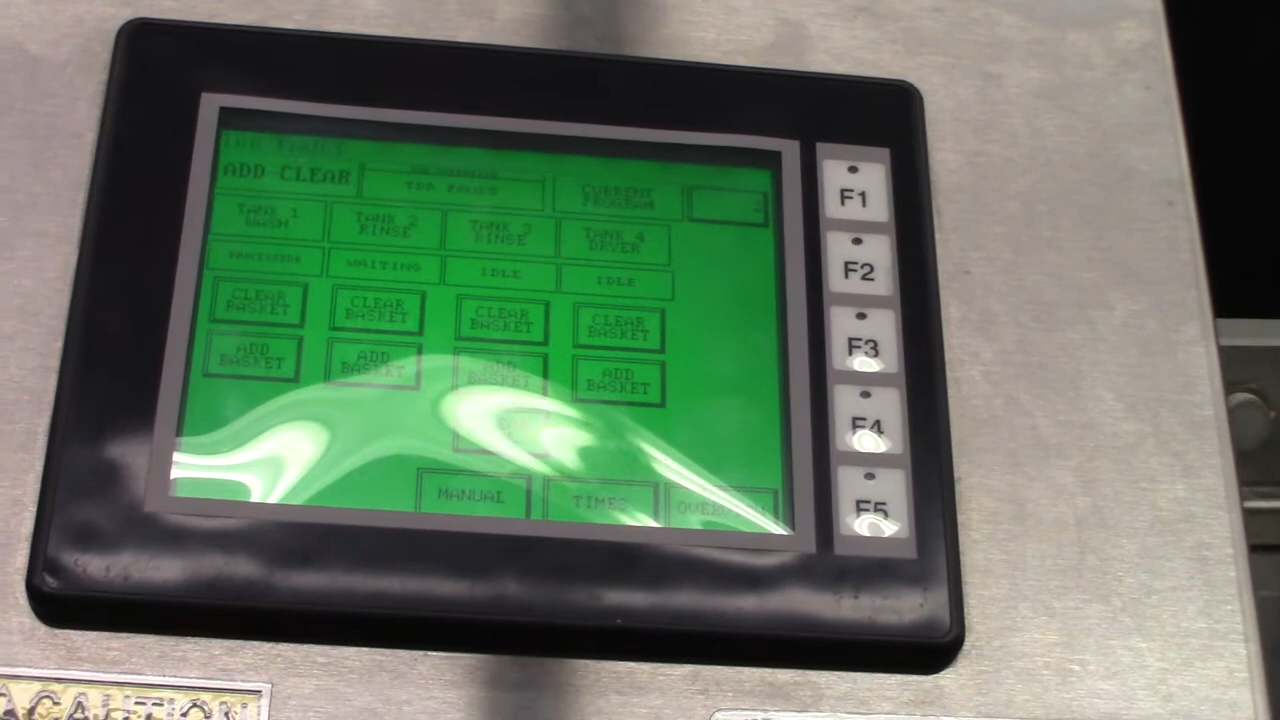 ADD-CLEAR
TDR FAULT
CURRENT
PROGRAM
TANK 1
WASH
TANK 2
RINSE
TANK 3
RINSE
TANK 4
DRYER
WAITING
IDLE
IDLE
CLEAR
BASKET
CLEAR
BASKET
CLEAR
BASKET
CLEAR
BASKET
ADD
BASKET
ADD
BASKET
ADD
BASKET
ADD
BASKET
MANUAL
TIMES
F1
F2
F3
F4
F5
CAUTION